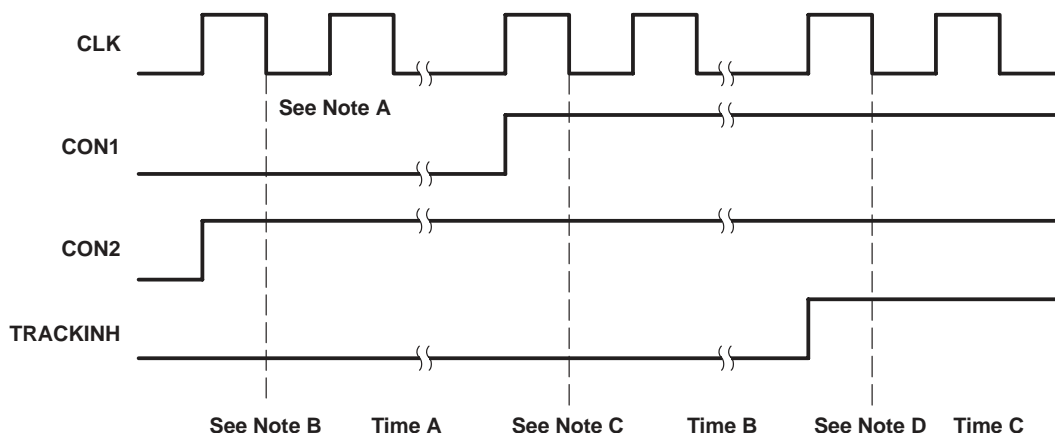 CLK
See Note A
CON1
CON2
TRACKINH
See Note B Time A See Note C Time B See Note D Time C